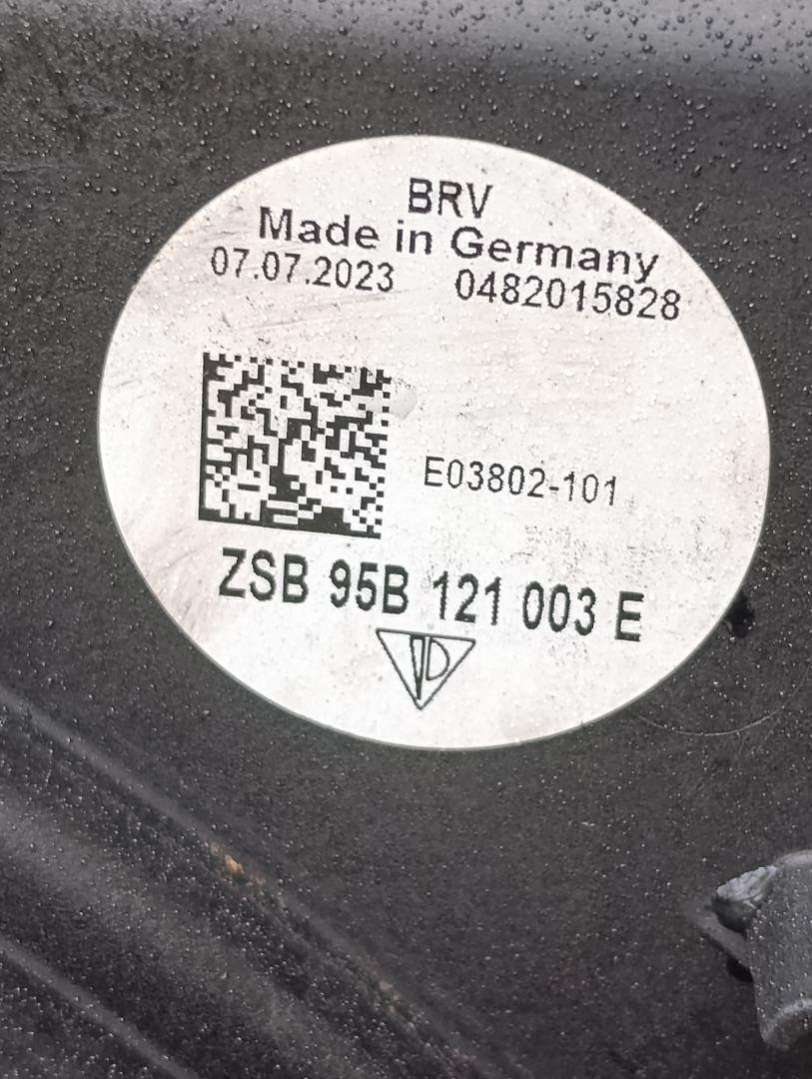 BRV
Made in Germany
07.07.2023 0482015828
E03802-101
ZSB 95B 121 003 E